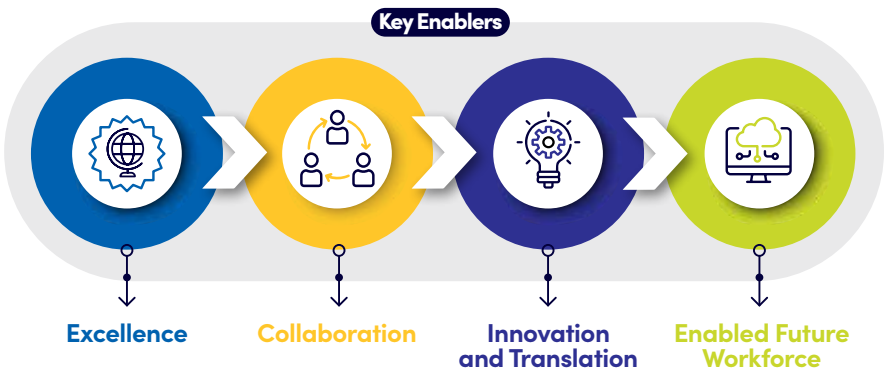 Key Enablers
Excellence
Collaboration
Innovation
and Translation
Enabled Future
Workforce